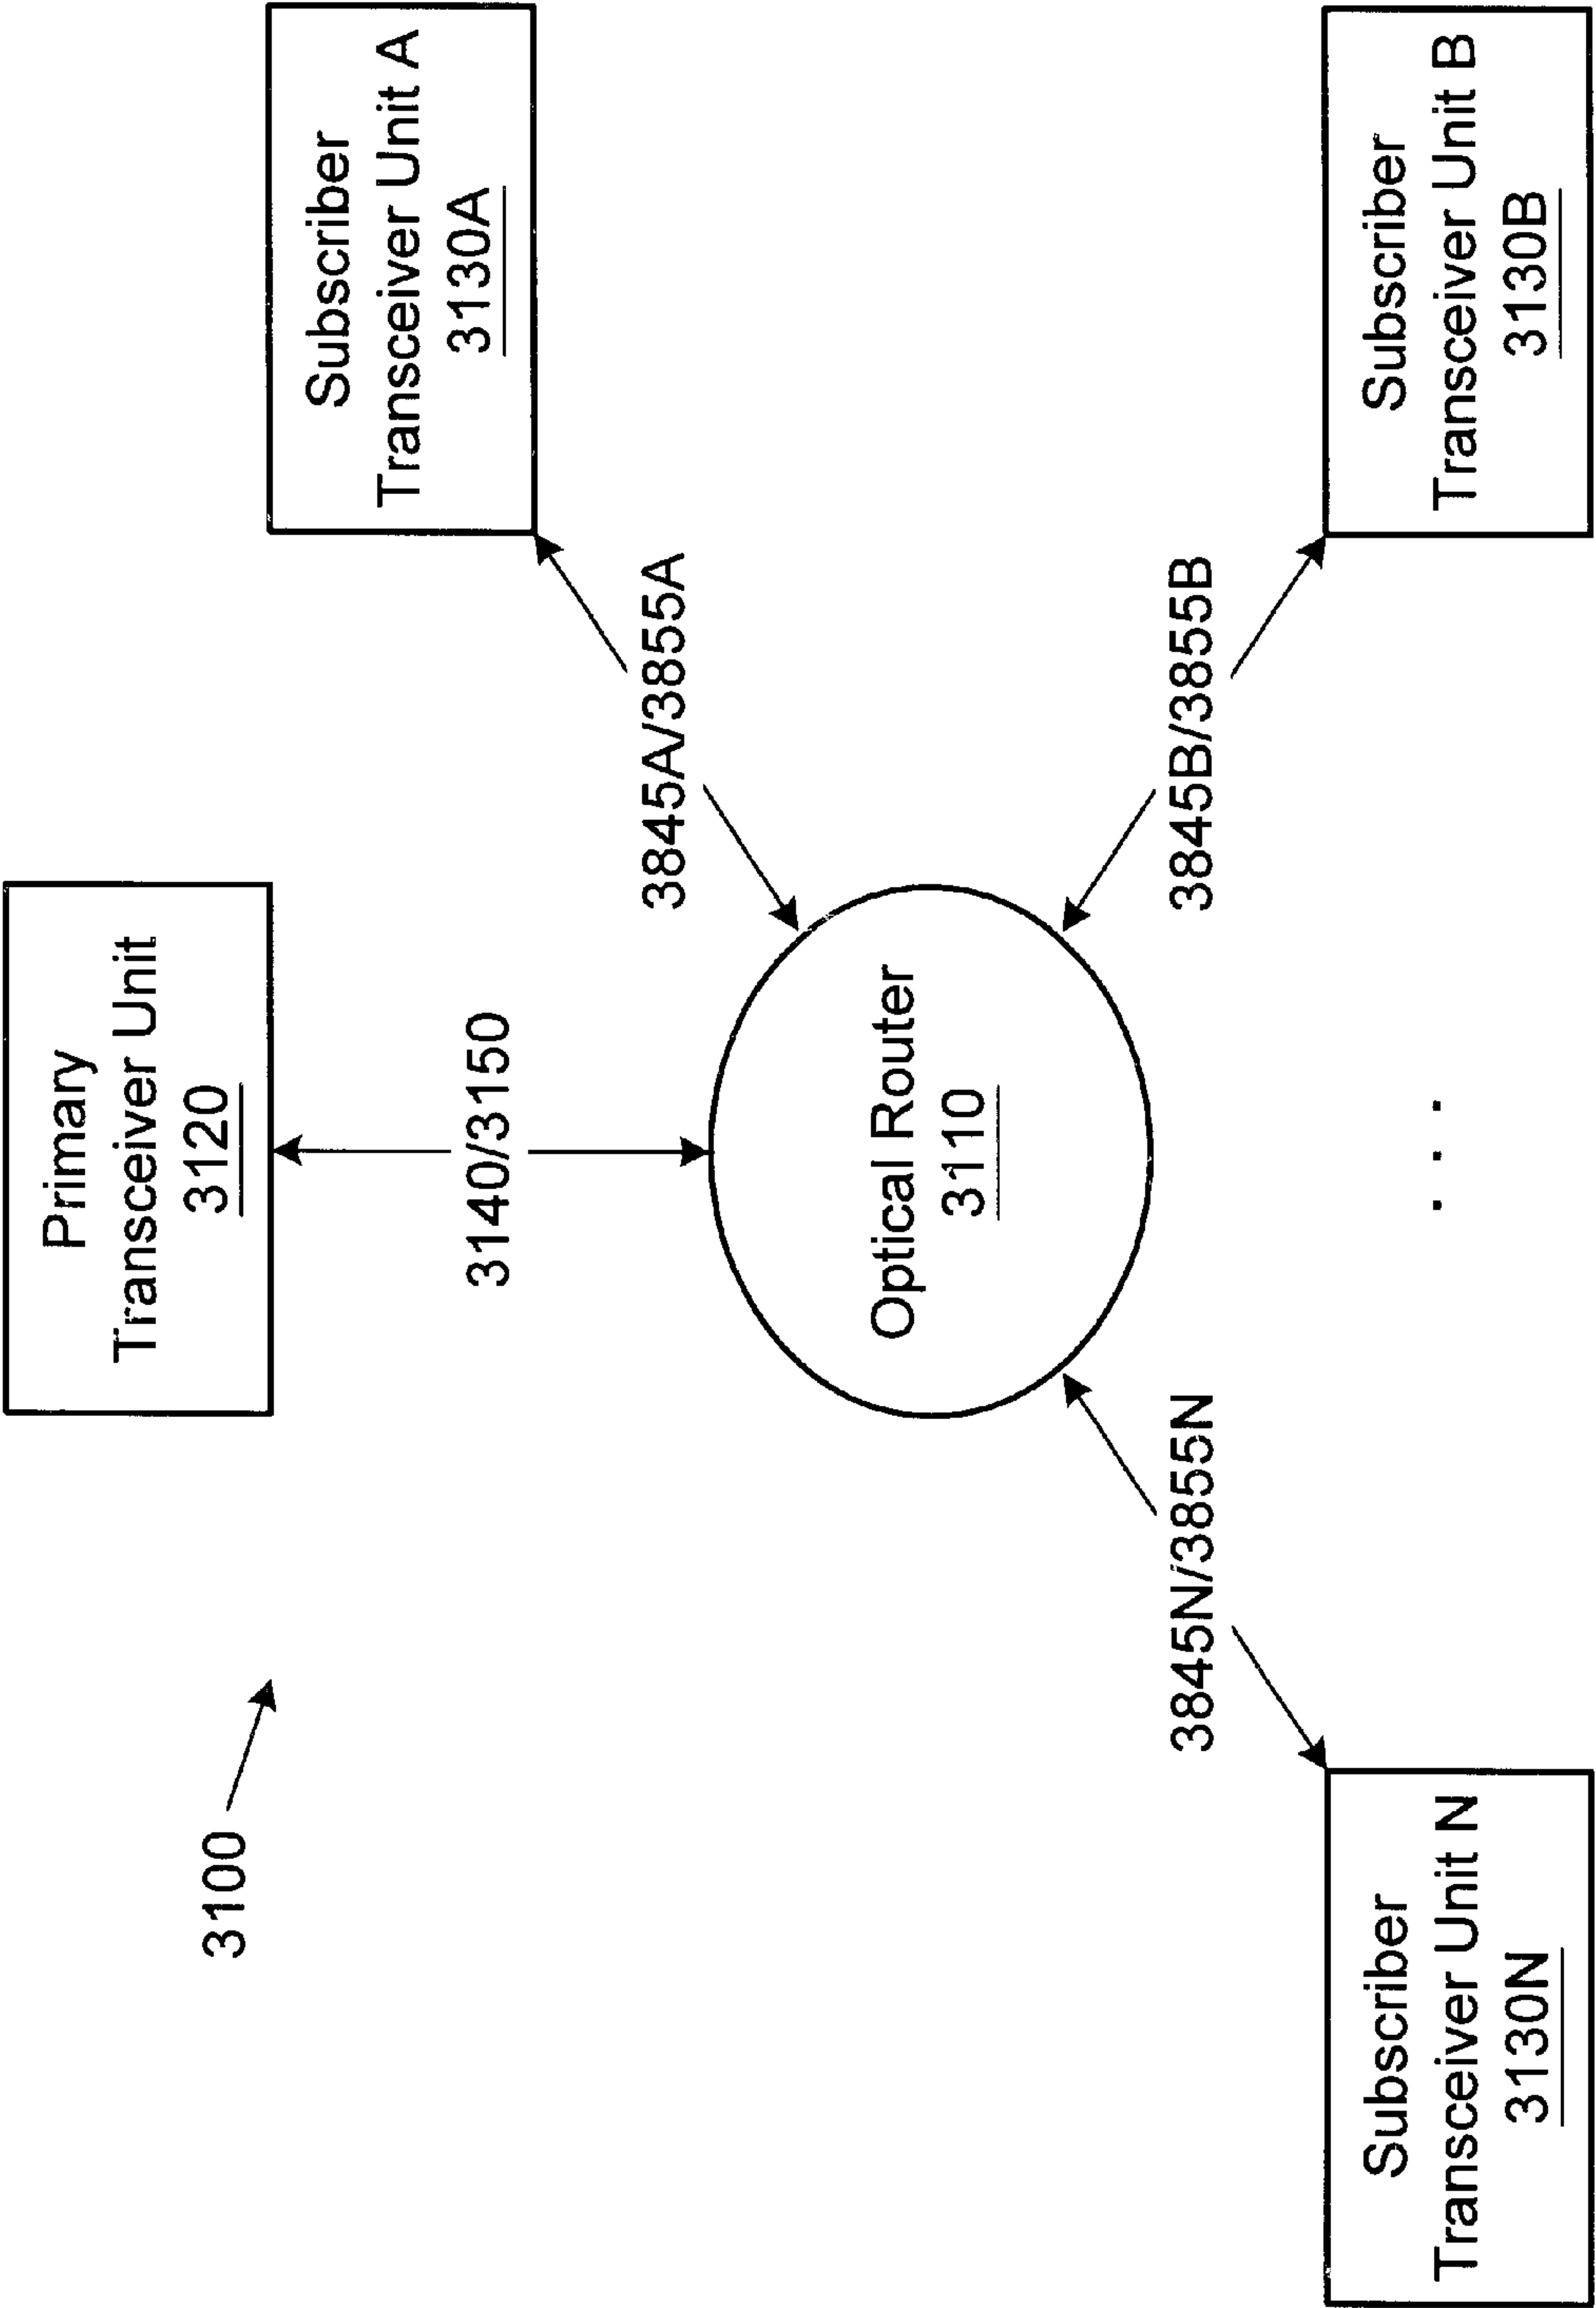 3100
Primary
Transceiver Unit
3120
3140/3150
Subscriber
Transceiver Unit A
3130A
3845A/3855A
Optical Router
3110
3845N/3855N
3845B/3855B
Subscriber
Transceiver Unit N
3130N
. . .
Subscriber
Transceiver Unit B
3130B